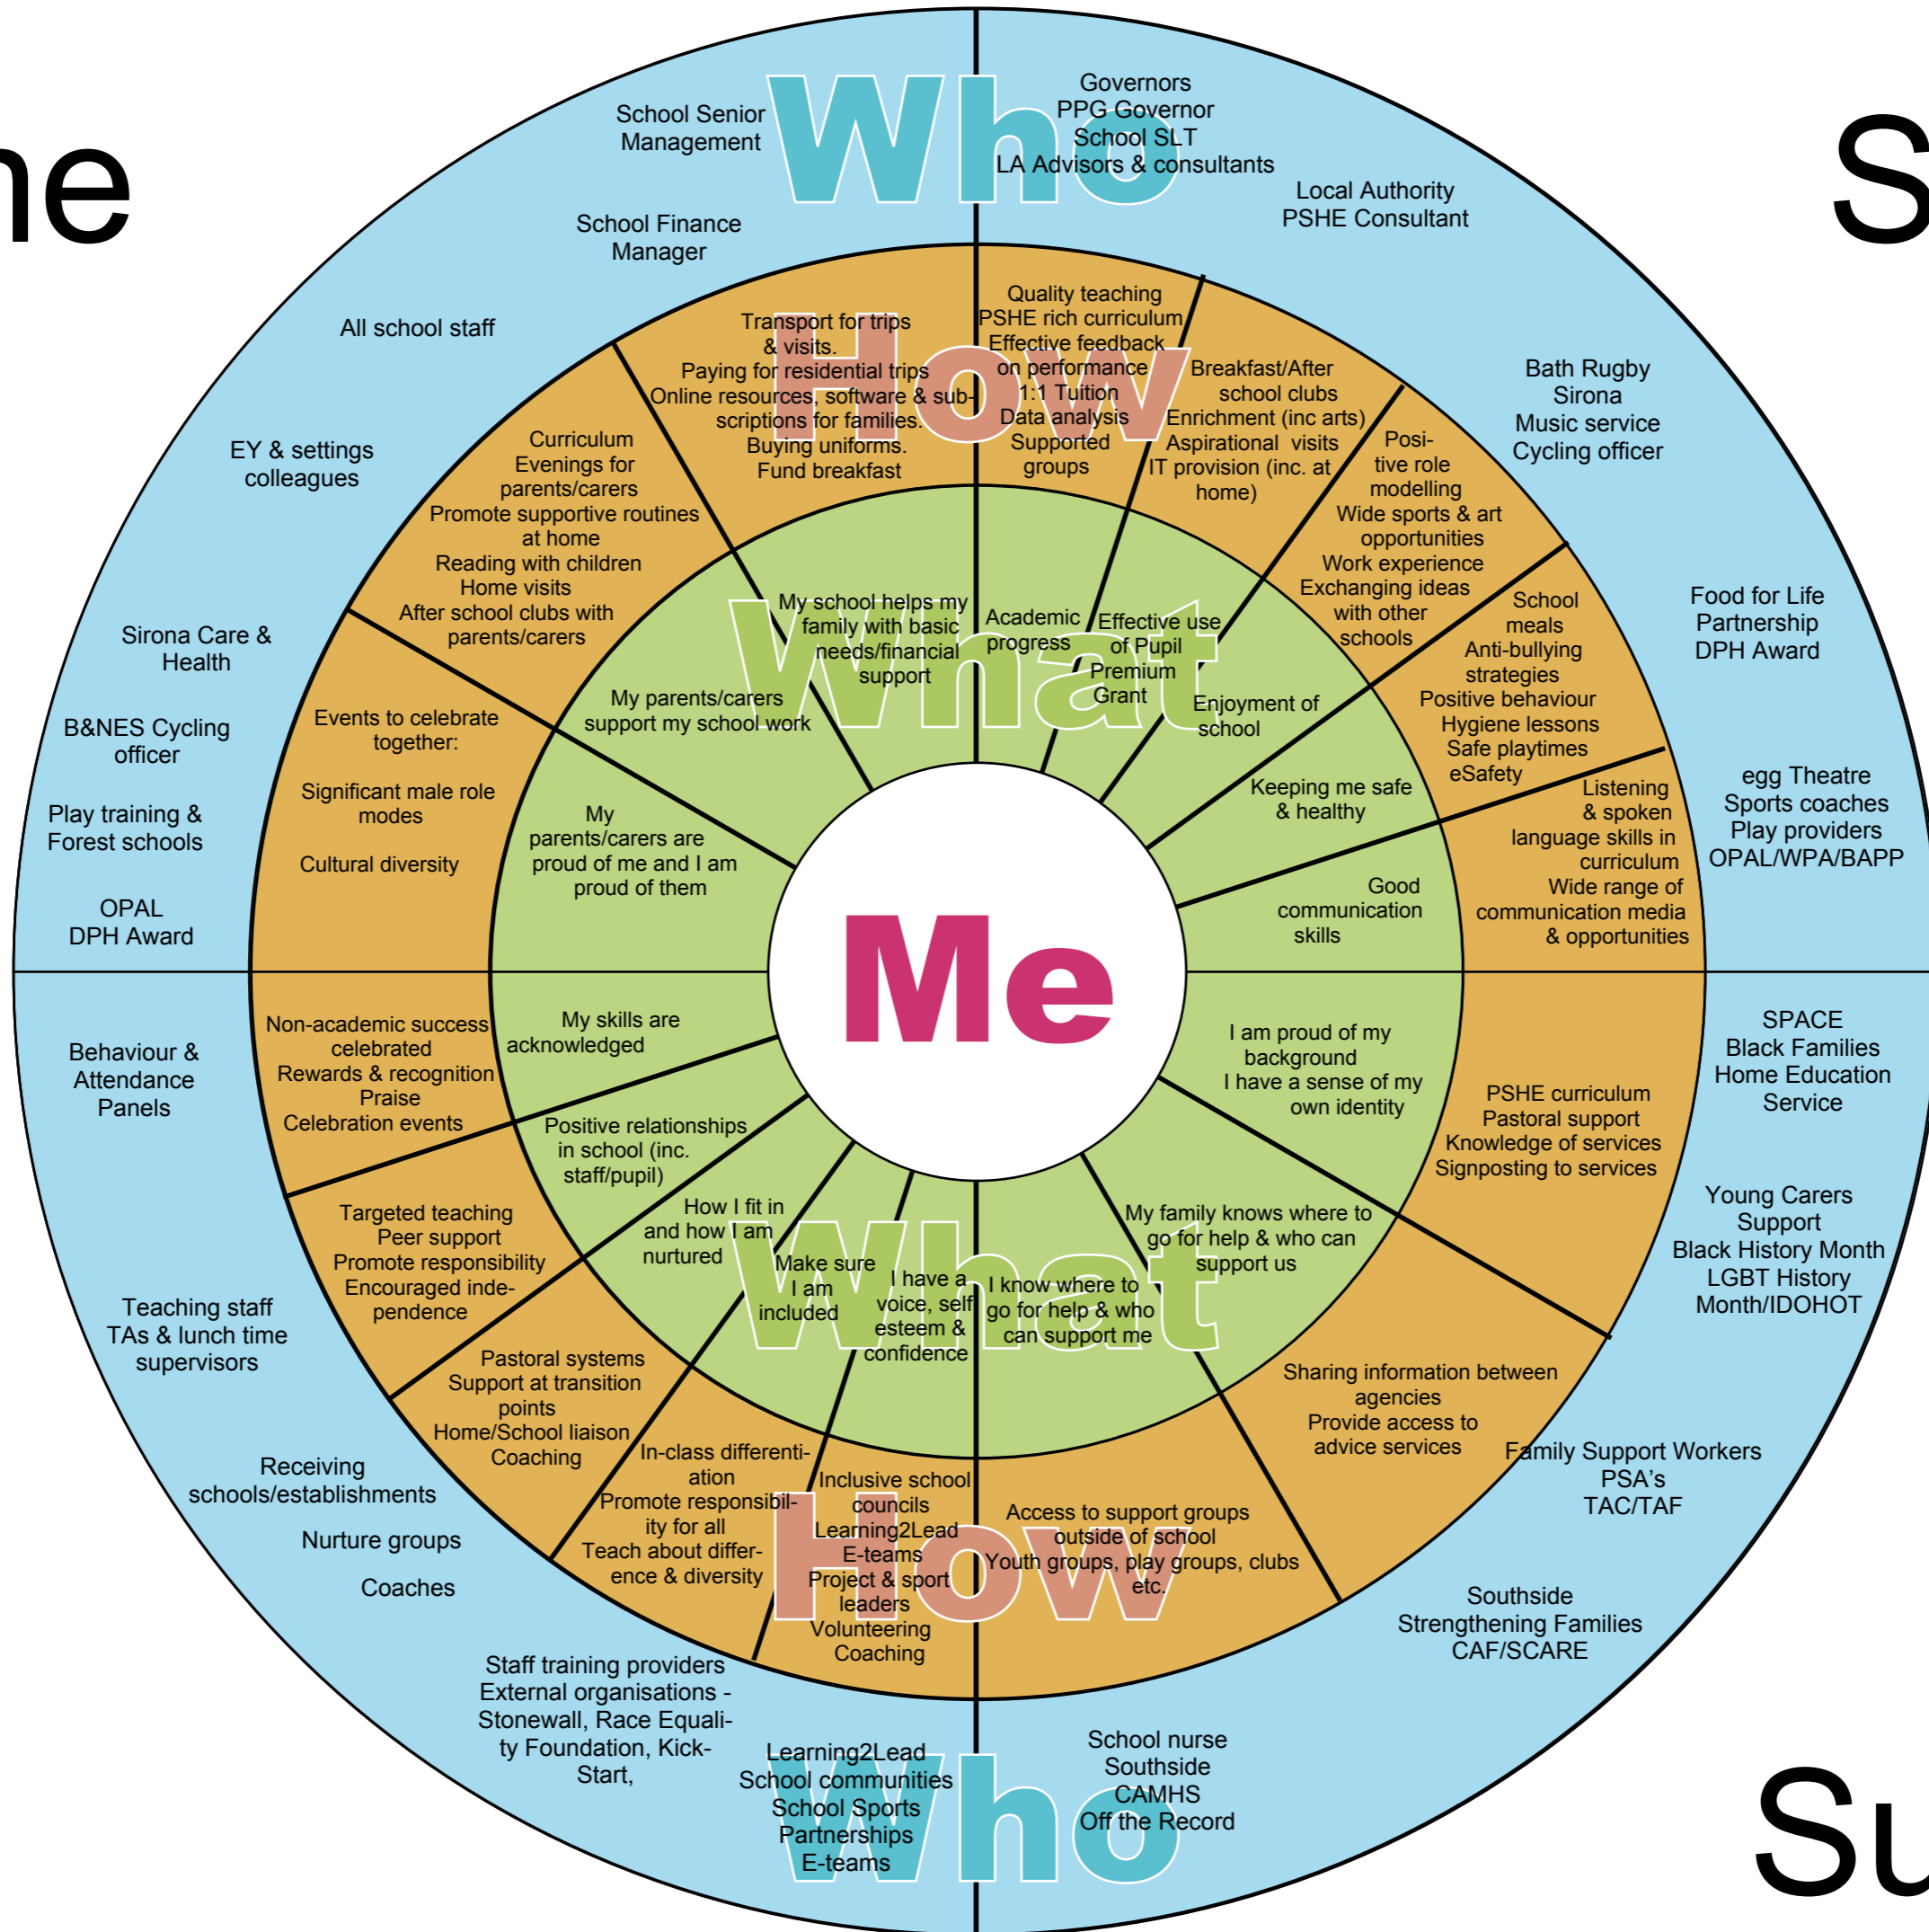 me
S
Su
Who
School Senior
Management
School Finance
Manager
All school staff
EY & settings
colleagues
Sirona Care &
Health
B&NES Cycling
officer
Play training &
Forest schools
OPAL
DPH Award
Governors
PPG Governor
School SLT
LA Advisors & consultants
Local Authority
PSHE Consultant
Bath Rugby
Sirona
Music service
Cycling officer
Food for Life
Partnership
DPH Award
egg Theatre
Sports coaches
Play providers
OPAL/WPA/BAPP
How
Transport for trips
& visits.
Paying for residential trips
Online resources, software & sub-
scriptions for families.
Buying uniforms.
Fund breakfast
Curriculum
Evenings for
parents/carers
Promote supportive routines
at home
Reading with children
Home visits
After school clubs with
parents/carers
Events to celebrate
together:
Significant male role
modes
Cultural diversity
Quality teaching
PSHE rich curriculum
Effective feedback
on performance
1:1 Tuition
Data analysis
Supported
groups
Breakfast/After
school clubs
Enrichment (inc arts)
Aspirational visits
IT provision (inc. at
home)
Posi-
tive role
modelling
Wide sports & art
opportunities
Work experience
Exchanging ideas
with other
schools
School
meals
Anti-bullying
strategies
Positive behaviour
Hygiene lessons
Safe playtimes
eSafety
Listening
& spoken
language skills in
curriculum
Wide range of
communication media
& opportunities
What
My school helps my
family with basic
needs/financial
support
My parents/carers
support my school work
My
parents/carers are
proud of me and I am
proud of them
Academic
progress
Effective use
of Pupil
Premium
Grant
Enjoyment of
school
Keeping me safe
& healthy
Good
communication
skills
Me
My skills are
acknowledged
Positive relationships
in school (inc.
staff/pupil)
How I fit in
and how I am
nurtured
Make sure
I am
included
I have a
voice, self
esteem &
confidence
I know where to
go for help & who
can support me
My family knows where to
go for help & who can
support us
I am proud of my
background
I have a sense of my
own identity
What
Non-academic success
celebrated
Rewards & recognition
Praise
Celebration events
Targeted teaching
Peer support
Promote responsibility
Encouraged inde-
pendence
Pastoral systems
Support at transition
points
Home/School liaison
Coaching
In-class differenti-
ation
Promote responsibil-
ity for all
Teach about differ-
ence & diversity
Inclusive school
councils
Learning2Lead
E-teams
Project & sport
leaders
Volunteering
Coaching
Access to support groups
outside of school
Youth groups, play groups, clubs
etc.
Sharing information between
agencies
Provide access to
advice services
PSHE curriculum
Pastoral support
Knowledge of services
Signposting to services
How
Behaviour &
Attendance
Panels
Teaching staff
TAs & lunch time
supervisors
Receiving
schools/establishments
Nurture groups
Coaches
Staff training providers
External organisations -
Stonewall, Race Equali-
ty Foundation, Kick-
Start,
Learning2Lead
School communities
School Sports
Partnerships
E-teams
School nurse
Southside
CAMHS
Off the Record
Southside
Strengthening Families
CAF/SCARE
Family Support Workers
PSA's
TAC/TAF
Young Carers
Support
Black History Month
LGBT History
Month/IDOHOT
SPACE
Black Families
Home Education
Service
Who